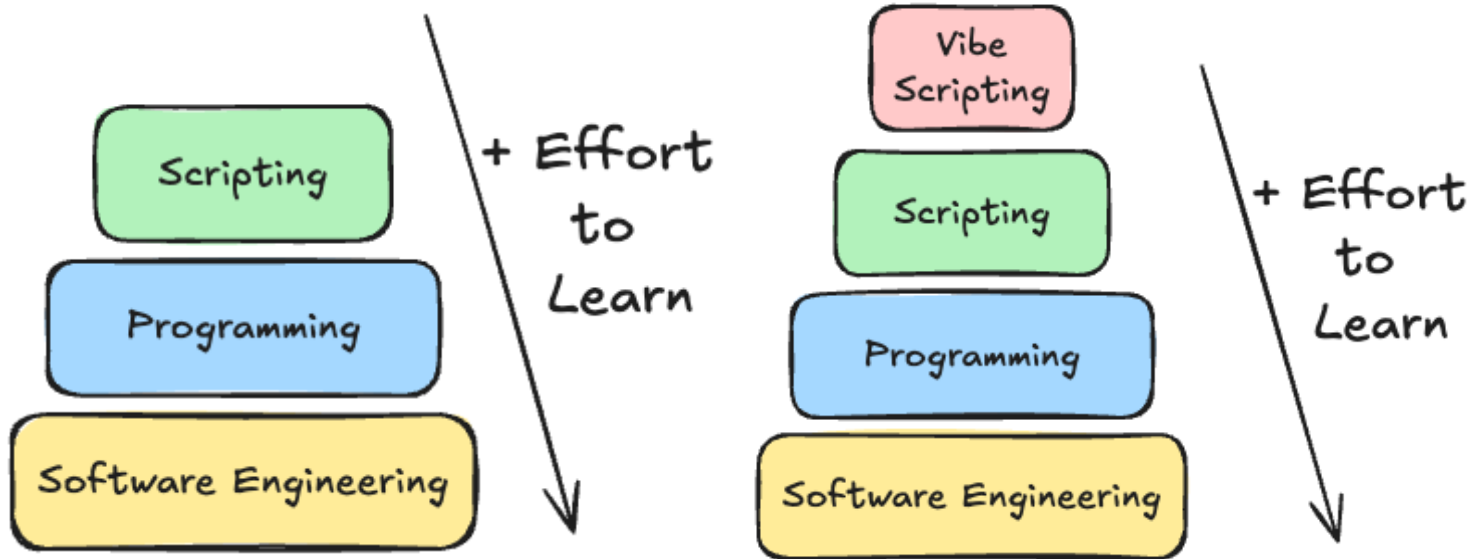 Scripting
Programming
Software Engineering
+ Effort
to
Learn
Vibe
Scripting
Scripting
Programming
Software Engineering
+ Effort
to
Learn